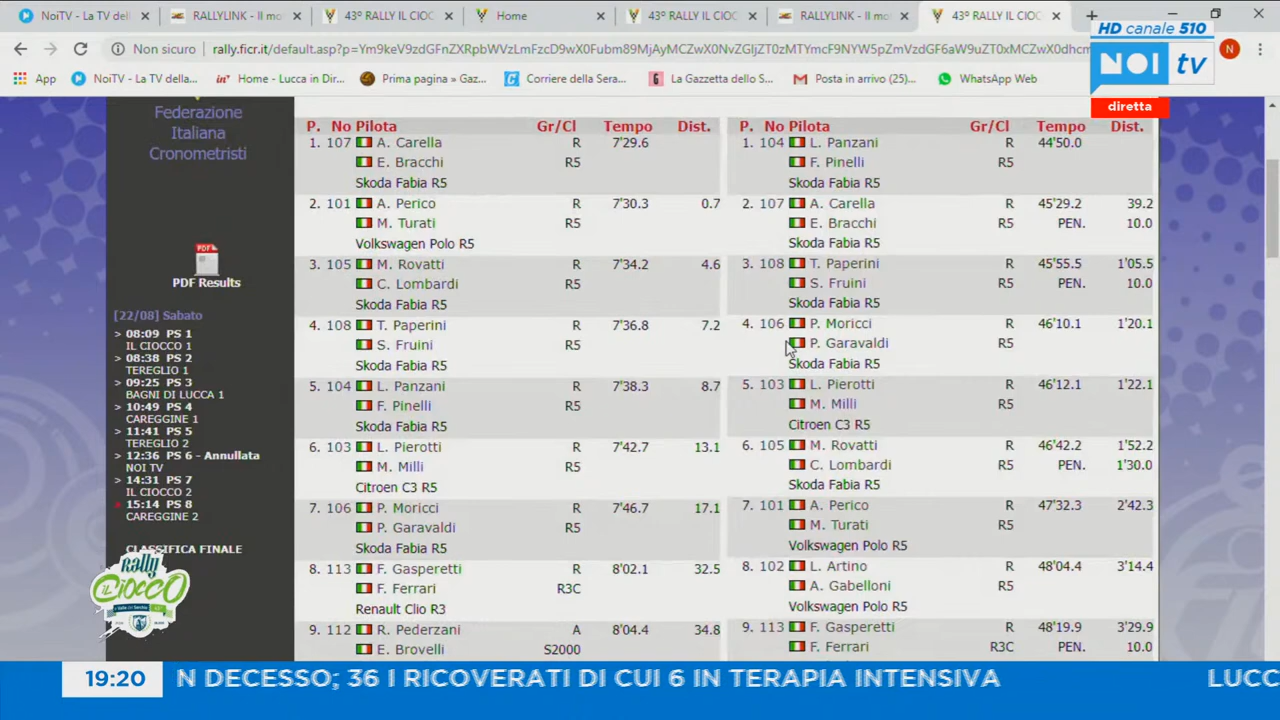 NoiTV - La TV de
RALLYLINK - Il mo
43º RALLY IL CIOC
Home
43º RALLY IL CIO
RALLYLINK - Il mo
43º RALLY IL CIOC
HD canale 510
NOI tv
diretta
N
Non sicuro
App
NoiTV - La TV della...
Home - Lucca in Dir...
Prima pagina » Gaz...
Corriere della Sera...
La Gazzetta dello S...
Posta in arrivo (25)...
WhatsApp Web
Federazione
Italiana
Cronometristi
PDF
PDF Results
[22/08] Sabato
> 08:09 PS 1
IL CIOCCO 1
> 08:38 PS 2
TEREGLIO 1
> 09:25 PS 3
BAGNI DI LUCCA 1
> 10:49 PS 4
CAREGGINE 1
> 11:41 PS 5
TEREGLIO 2
> 12:36 PS 6 - Annullata
NOI TV
> 14:31 PS 7
IL CIOCCO 2
15:14 PS 8
CAREGGINE 2
CLASSIFICA FINALE
rally
IL CIOCCO
P. No Pilota Gr/Cl Tempo Dist.
1. 107 A. Carella R 7'29.6
E. Bracchi R5
Skoda Fabia R5
2. 101 A. Perico R 7'30.3 0.7
M. Turati R5
Volkswagen Polo R5
3. 105 M. Rovatti R 7'34.2 4.6
C. Lombardi R5
Skoda Fabia R5
4. 108 T. Paperini R 7'36.8 7.2
S. Fruini R5
Skoda Fabia R5
5. 104 L. Panzani R 7'38.3 8.7
F. Pinelli R5
Skoda Fabia R5
6. 103 L. Pierotti R 7'42.7 13.1
M. Milli R5
Citroen C3 R5
7. 106 P. Moricci R 7'46.7 17.1
P. Garavaldi R5
Skoda Fabia R5
8. 113 F. Gasperetti R 8'02.1 32.5
F. Ferrari R3C
Renault Clio R3
9. 112 R. Pederzani A 8'04.4 34.8
E. Brovelli S2000
P. No Pilota Gr/Cl Tempo Dist.
1. 104 L. Panzani R 44'50.0
F. Pinelli R5
Skoda Fabia R5
2. 107 A. Carella R 45'29.2 39.2
E. Bracchi R5 PEN. 10.0
Skoda Fabia R5
3. 108 T. Paperini R 45'55.5 1'05.5
S. Fruini R5 PEN. 10.0
Skoda Fabia R5
4. 106 P. Moricci R 46'10.1 1'20.1
P. Garavaldi R5
Skoda Fabia R5
5. 103 L. Pierotti R 46'12.1 1'22.1
M. Milli R5
Citroen C3 R5
6. 105 M. Rovatti R 46'42.2 1'52.2
C. Lombardi R5 PEN. 1'30.0
Skoda Fabia R5
7. 101 A. Perico R 47'32.3 2'42.3
M. Turati R5
Volkswagen Polo R5
8. 102 L. Artino R 48'04.4 3'14.4
A. Gabelloni R5
Volkswagen Polo R5
9. 113 F. Gasperetti R 48'19.9 3'29.9
F. Ferrari R3C PEN. 10.0
19:20 N DECESSO; 36 I RICOVERATI DI CUI 6 IN TERAPIA INTENSIVA LUCC